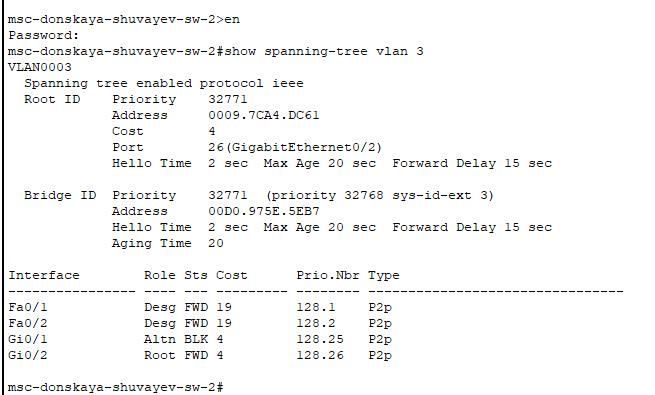 msc-donskaya-shuvayev-sw-2>en
Password:
msc-donskaya-shuvayev-sw-2#show spanning-tree vlan 3
VLAN0003
  Spanning tree enabled protocol ieee
  Root ID    Priority    32771
             Address     0009.7CA4.DC61
             Cost        4
             Port        26(GigabitEthernet0/2)
             Hello Time  2 sec  Max Age 20 sec  Forward Delay 15 sec

  Bridge ID  Priority    32771  (priority 32768 sys-id-ext 3)
             Address     00D0.975E.5EB7
             Hello Time  2 sec  Max Age 20 sec  Forward Delay 15 sec
             Aging Time  20

Interface        Role Sts Cost      Prio.Nbr Type
---------------- ---- --- --------- -------- --------------------------------
Fa0/1            Desg FWD 19        128.1    P2p
Fa0/2            Desg FWD 19        128.2    P2p
Gi0/1            Altn BLK 4         128.25   P2p
Gi0/2            Root FWD 4         128.26   P2p

msc-donskaya-shuvayev-sw-2#